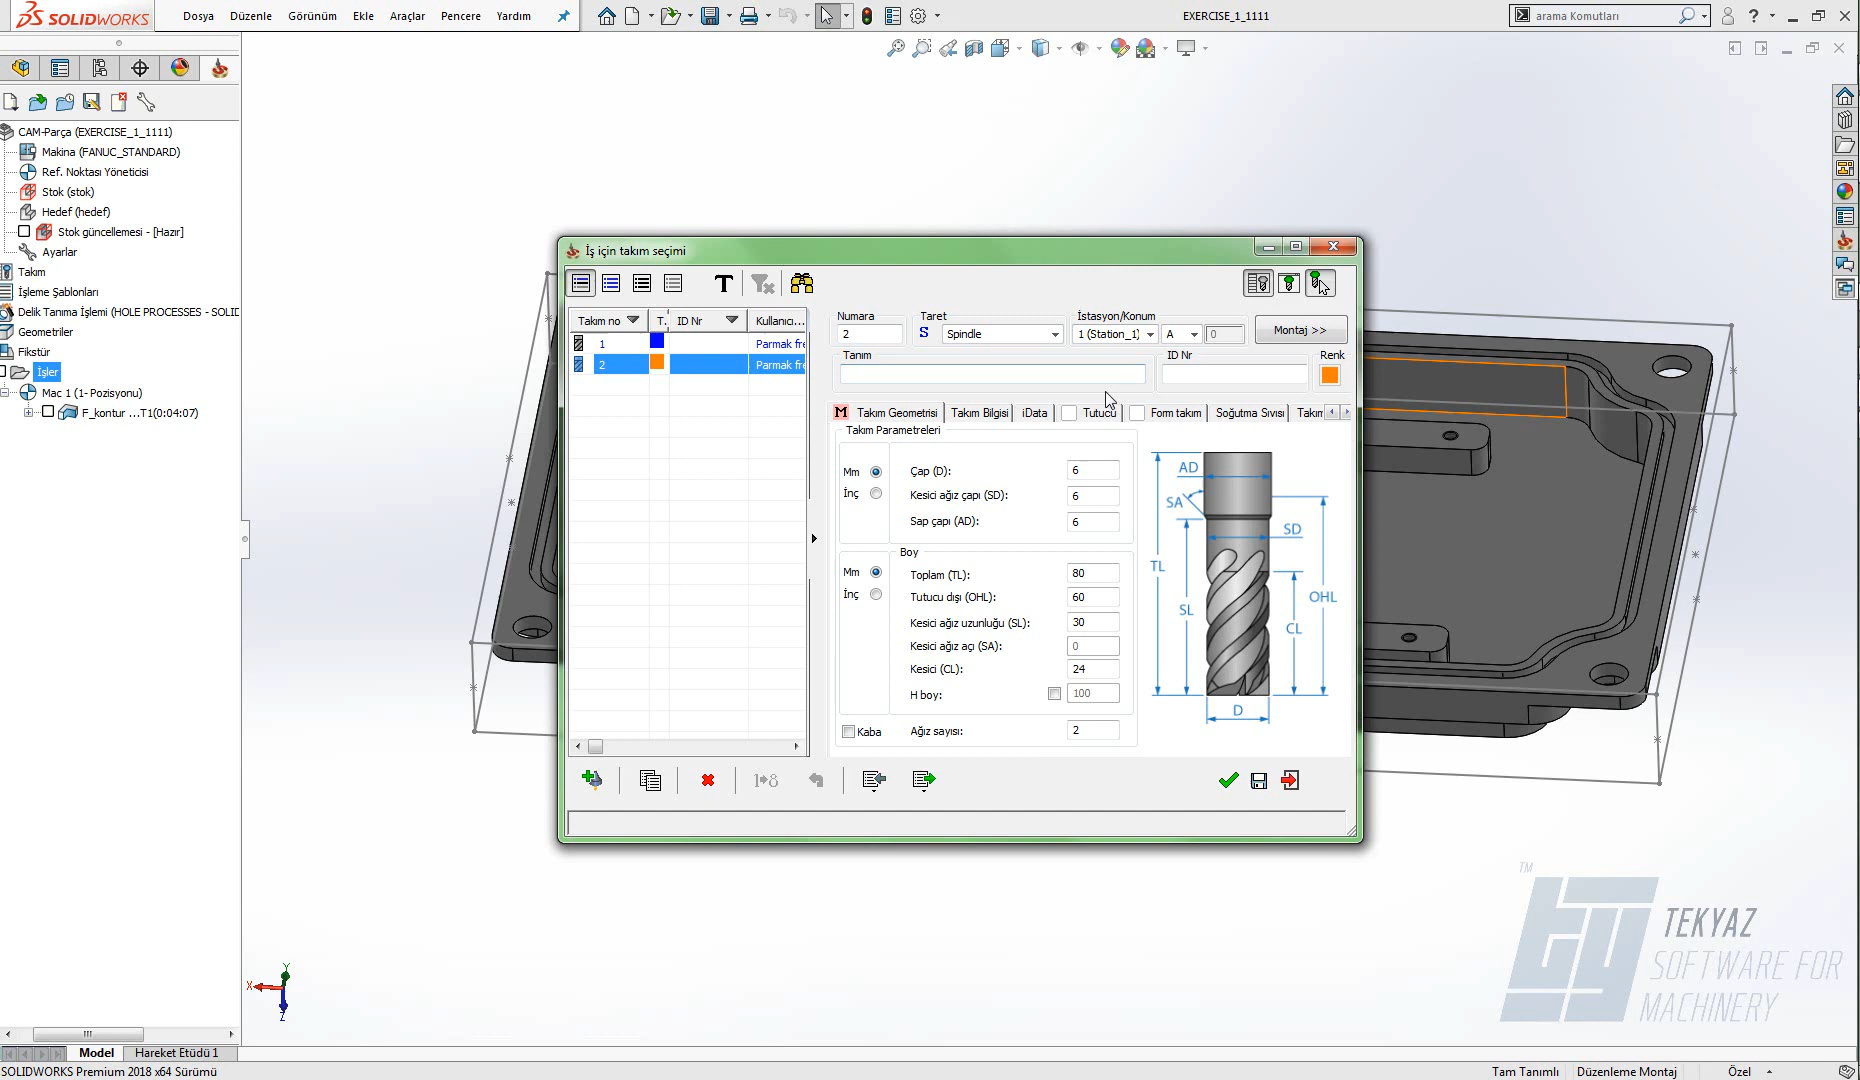 SOLIDWORKS
Dosya Düzenle Görünüm Ekle Araçlar Pencere Yardım
EXERCISE_1_1111
arama Komutları
CAM-Parça (EXERCISE_1_1111)
Makina (FANUC_STANDARD)
Ref. Noktası Yöneticisi
Stok (stok)
Hedef (hedef)
Stok güncellemesi - [Hazır]
Ayarlar
Takım
İşleme Şablonları
Delik Tanıma İşlemi (HOLE PROCESSES - SOLID
Geometriler
Fikstür
İşler
Mac 1 (1- Pozisyonu)
F_kontur ...T1(0:04:07)
İş için takım seçimi
Takım no T. ID Nr Kullanıcı...
1 Parmak fre
2 Parmak fre
Numara Taret İstasyon/Konum
2 S Spindle 1 (Station_1) A 0 Montaj >>
Tanım ID Nr Renk
M Takım Geometrisi Takım Bilgisi iData Tutucu Form takım Soğutma Sıvısı Takım
Takım Parametreleri
Mm Çap (D): 6
İnç Kesici ağız çapı (SD): 6
Sap çapı (AD): 6
Boy
Mm Toplam (TL): 80
İnç Tutucu dışı (OHL): 60
Kesici ağız uzunluğu (SL): 30
Kesici ağız açı (SA): 0
Kesici (CL): 24
H boy: 100
Kaba Ağız sayısı: 2
AD
SA
SD
TL
OHL
SL
CL
D
1 8
TM
TEKYAZ
SOFTWARE FOR
MACHINERY
Y
X
Z
Model Hareket Etüdü 1
SOLIDWORKS Premium 2018 x64 Sürümü
Tam Tanımlı Düzenleme Montaj Özel